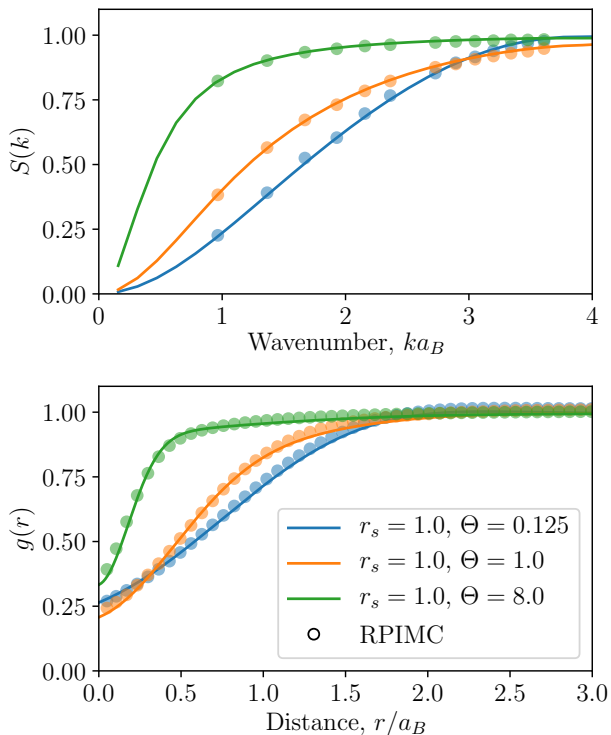 1.00
0.75
0.50
0.25
0.00
S(k)
0 1 2 3 4
Wavenumber, ka_B
1.00
0.75
0.50
0.25
0.00
g(r)
r_s = 1.0, Θ = 0.125
r_s = 1.0, Θ = 1.0
r_s = 1.0, Θ = 8.0
RPIMC
0.0 0.5 1.0 1.5 2.0 2.5 3.0
Distance, r/a_B